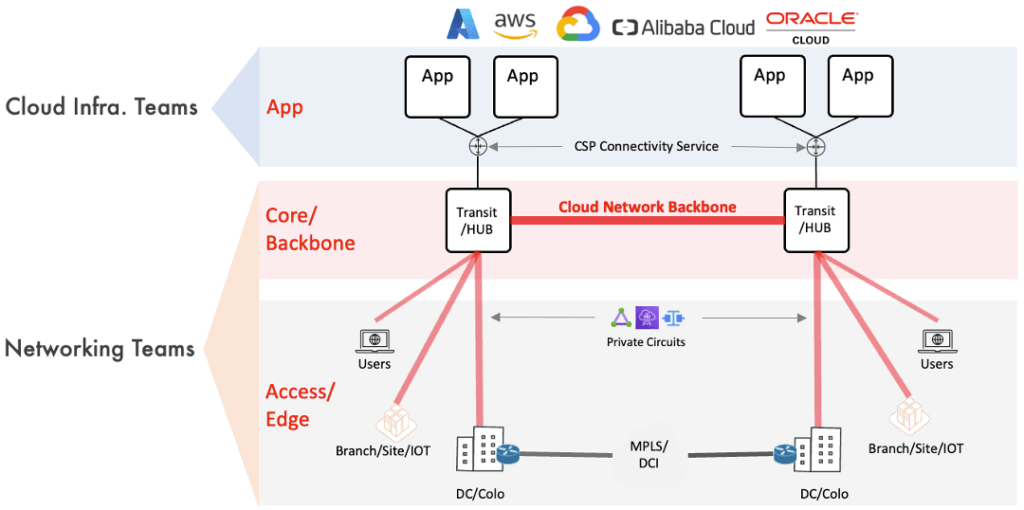 aws
Alibaba Cloud
ORACLE
CLOUD
Cloud Infra. Teams
App
App
App
App
App
CSP Connectivity Service
Core/
Backbone
Transit
/HUB
Cloud Network Backbone
Transit
/HUB
Networking Teams
Private Circuits
Users
Users
Access/
Edge
Branch/Site/IOT
MPLS/
DCI
Branch/Site/IOT
DC/Colo
DC/Colo